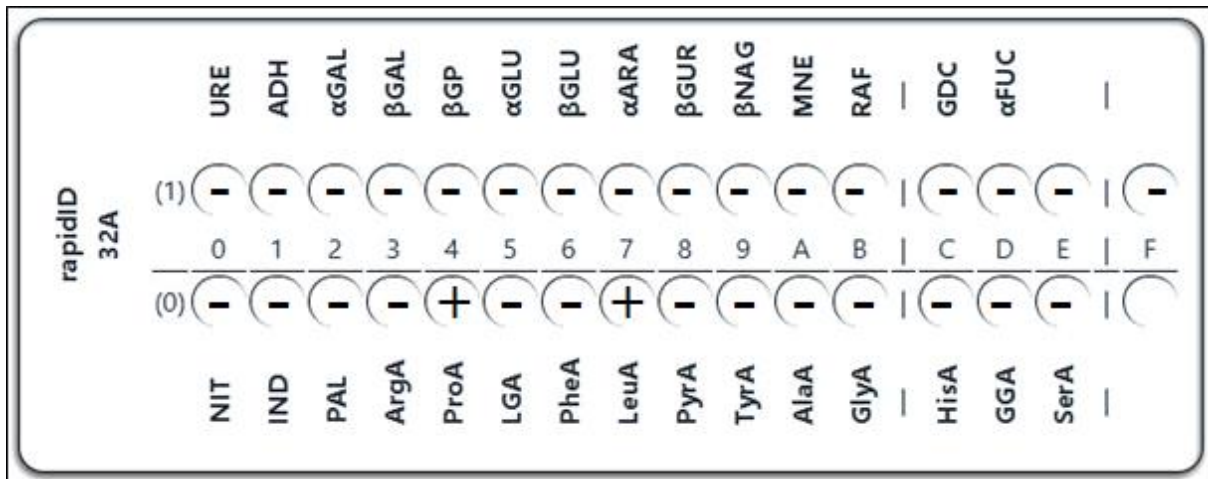 rapidID
32A
URE ADH αGAL βGAL βGP αGLU βGLU αARA βGUR βNAG MNE RAF | GDC αFUC |
(1) - - - - - - - - - - - - | - - - | -
0 1 2 3 4 5 6 7 8 9 A B | C D E | F
(0) - - - - + - - + - - - - | - - - |
NIT IND PAL ArgA ProA LGA PheA LeuA PyrA TyrA AlaA GlyA | HisA GGA SerA |